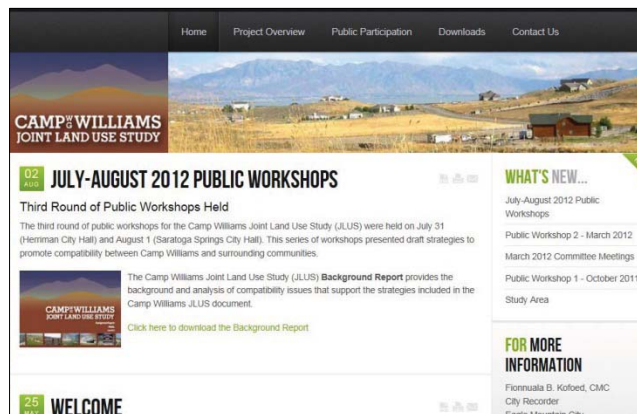 Home Project Overview Public Participation Downloads Contact Us
CAMP W.G. WILLIAMS
JOINT LAND USE STUDY
02
AUG
JULY-AUGUST 2012 PUBLIC WORKSHOPS
Third Round of Public Workshops Held
The third round of public workshops for the Camp Williams Joint Land Use Study (JLUS) were held on July 31
(Herriman City Hall) and August 1 (Saratoga Springs City Hall). This series of workshops presented draft strategies to
promote compatibility between Camp Williams and surrounding communities.
CAMP W.G. WILLIAMS
JOINT LAND USE STUDY
The Camp Williams Joint Land Use Study (JLUS) Background Report provides the
background and analysis of compatibility issues that support the strategies included in the
Camp Williams JLUS document.
Click here to download the Background Report
25
MAY
WELCOME
WHAT'S NEW...
July-August 2012 Public
Workshops
Public Workshop 2 - March 2012
March 2012 Committee Meetings
Public Workshop 1 - October 2011
Study Area
FOR MORE
INFORMATION
Fionnuala B. Kofoed, CMC
City Recorder
Eagle Mountain City